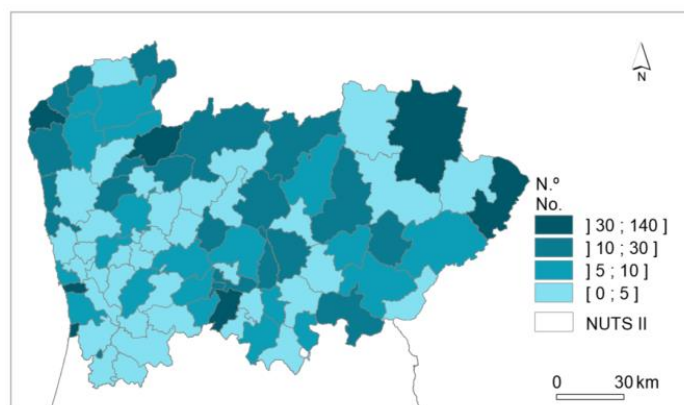 N
N.º
No.
] 30 ; 140 ]
] 10 ; 30 ]
] 5 ; 10 ]
[ 0 ; 5 ]
NUTS II
0 30 km